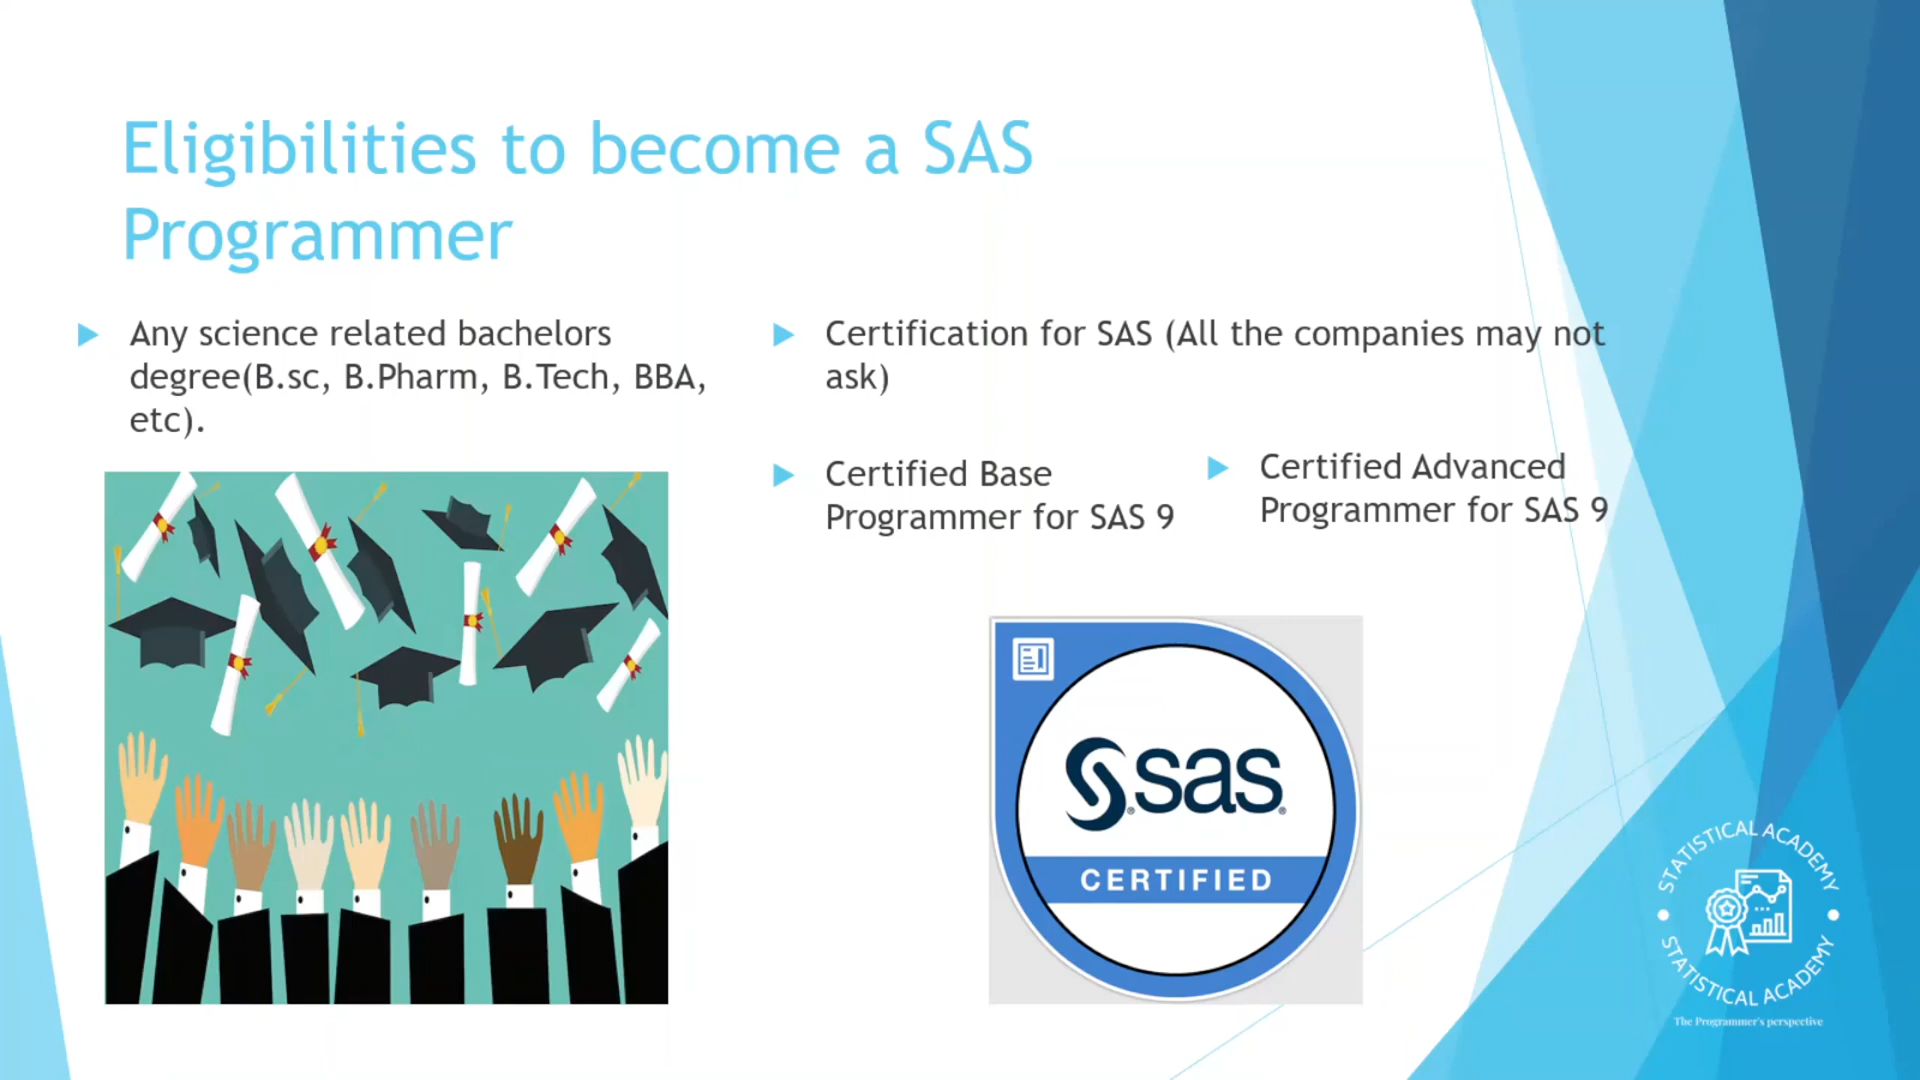 Eligibilities to become a SAS
Programmer
Any science related bachelors
degree(B.sc, B.Pharm, B.Tech, BBA,
etc).
Certification for SAS (All the companies may not
ask)
Certified Base
Programmer for SAS 9
Certified Advanced
Programmer for SAS 9
sas
CERTIFIED
STATISTICAL ACADEMY
STATISTICAL ACADEMY
The Programmer's perspective